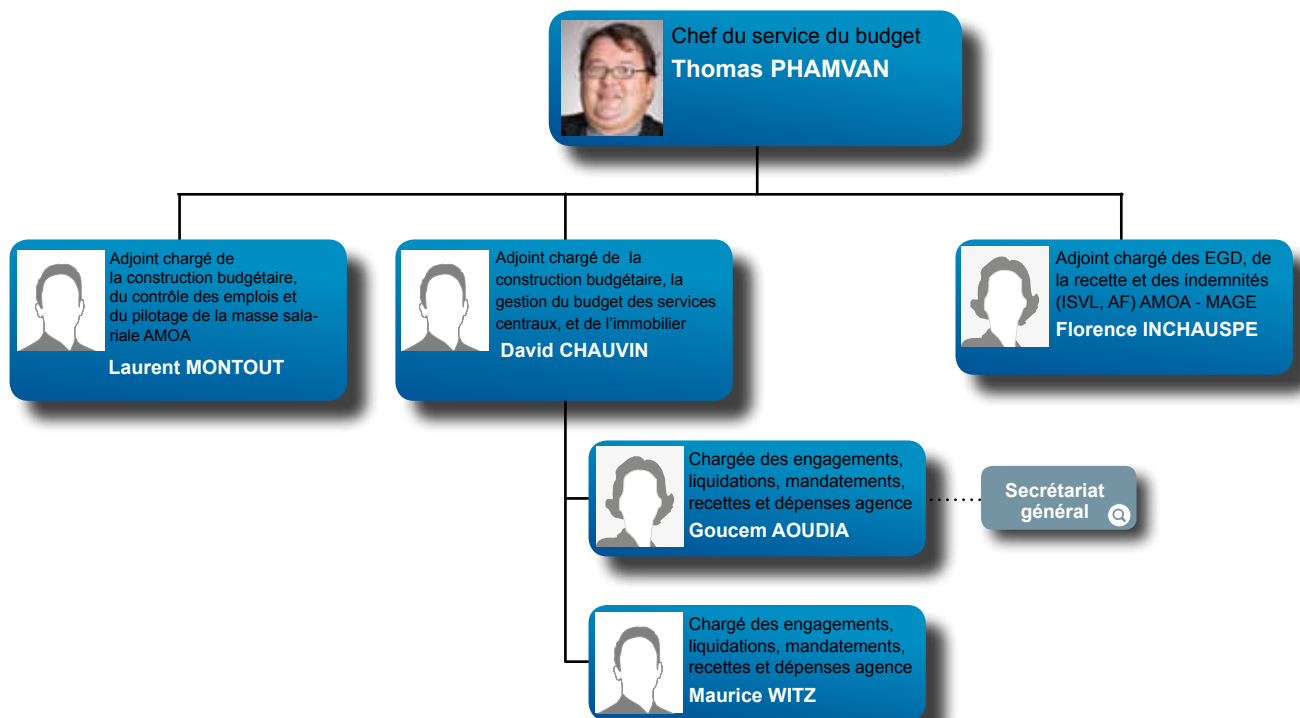 Chef du service du budget
Thomas PHAMVAN
Adjoint chargé de
la construction budgétaire,
du contrôle des emplois et
du pilotage de la masse sala-
riale AMOA
Laurent MONTOUT
Adjoint chargé de la
construction budgétaire, la
gestion du budget des services
centraux, et de l’immobilier
David CHAUVIN
Adjoint chargé des EGD, de
la recette et des indemnités
(ISVL, AF) AMOA - MAGE
Florence INCHAUSPE
Chargée des engagements,
liquidations, mandatements,
recettes et dépenses agence
Goucem AOUDIA
Secrétariat
général
Chargé des engagements,
liquidations, mandatements,
recettes et dépenses agence
Maurice WITZ